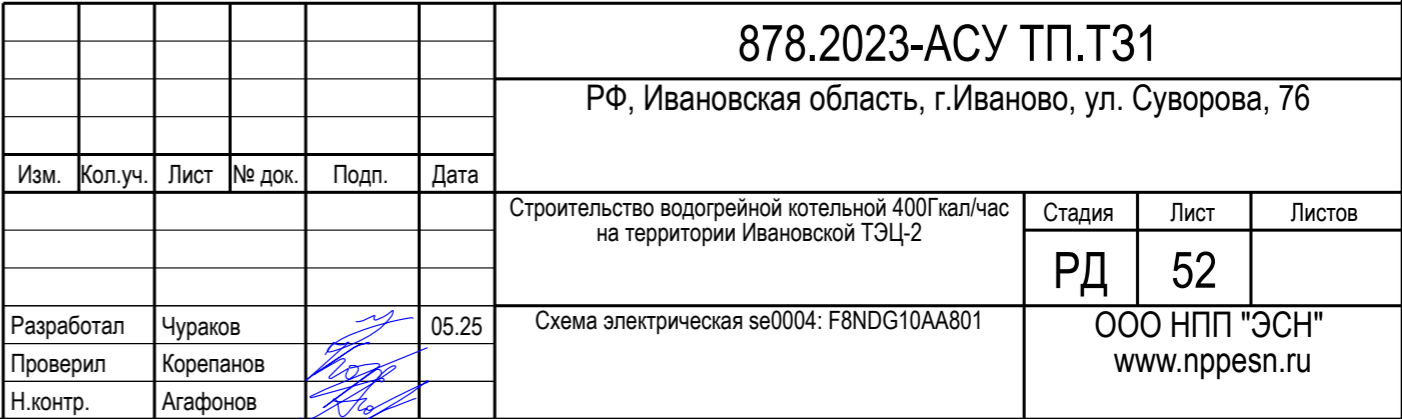 878.2023-АСУ ТП.ТЗ1
РФ, Ивановская область, г.Иваново, ул. Суворова, 76
Изм. Кол.уч. Лист № док. Подп. Дата
Строительство водогрейной котельной 400Гкал/час
на территории Ивановской ТЭЦ-2
Стадия Лист Листов
РД 52
Разработал Чураков 05.25
Проверил Корепанов
Н.контр. Агафонов
Схема электрическая se0004: F8NDG10AA801
ООО НПП "ЭСН"
www.nppesn.ru